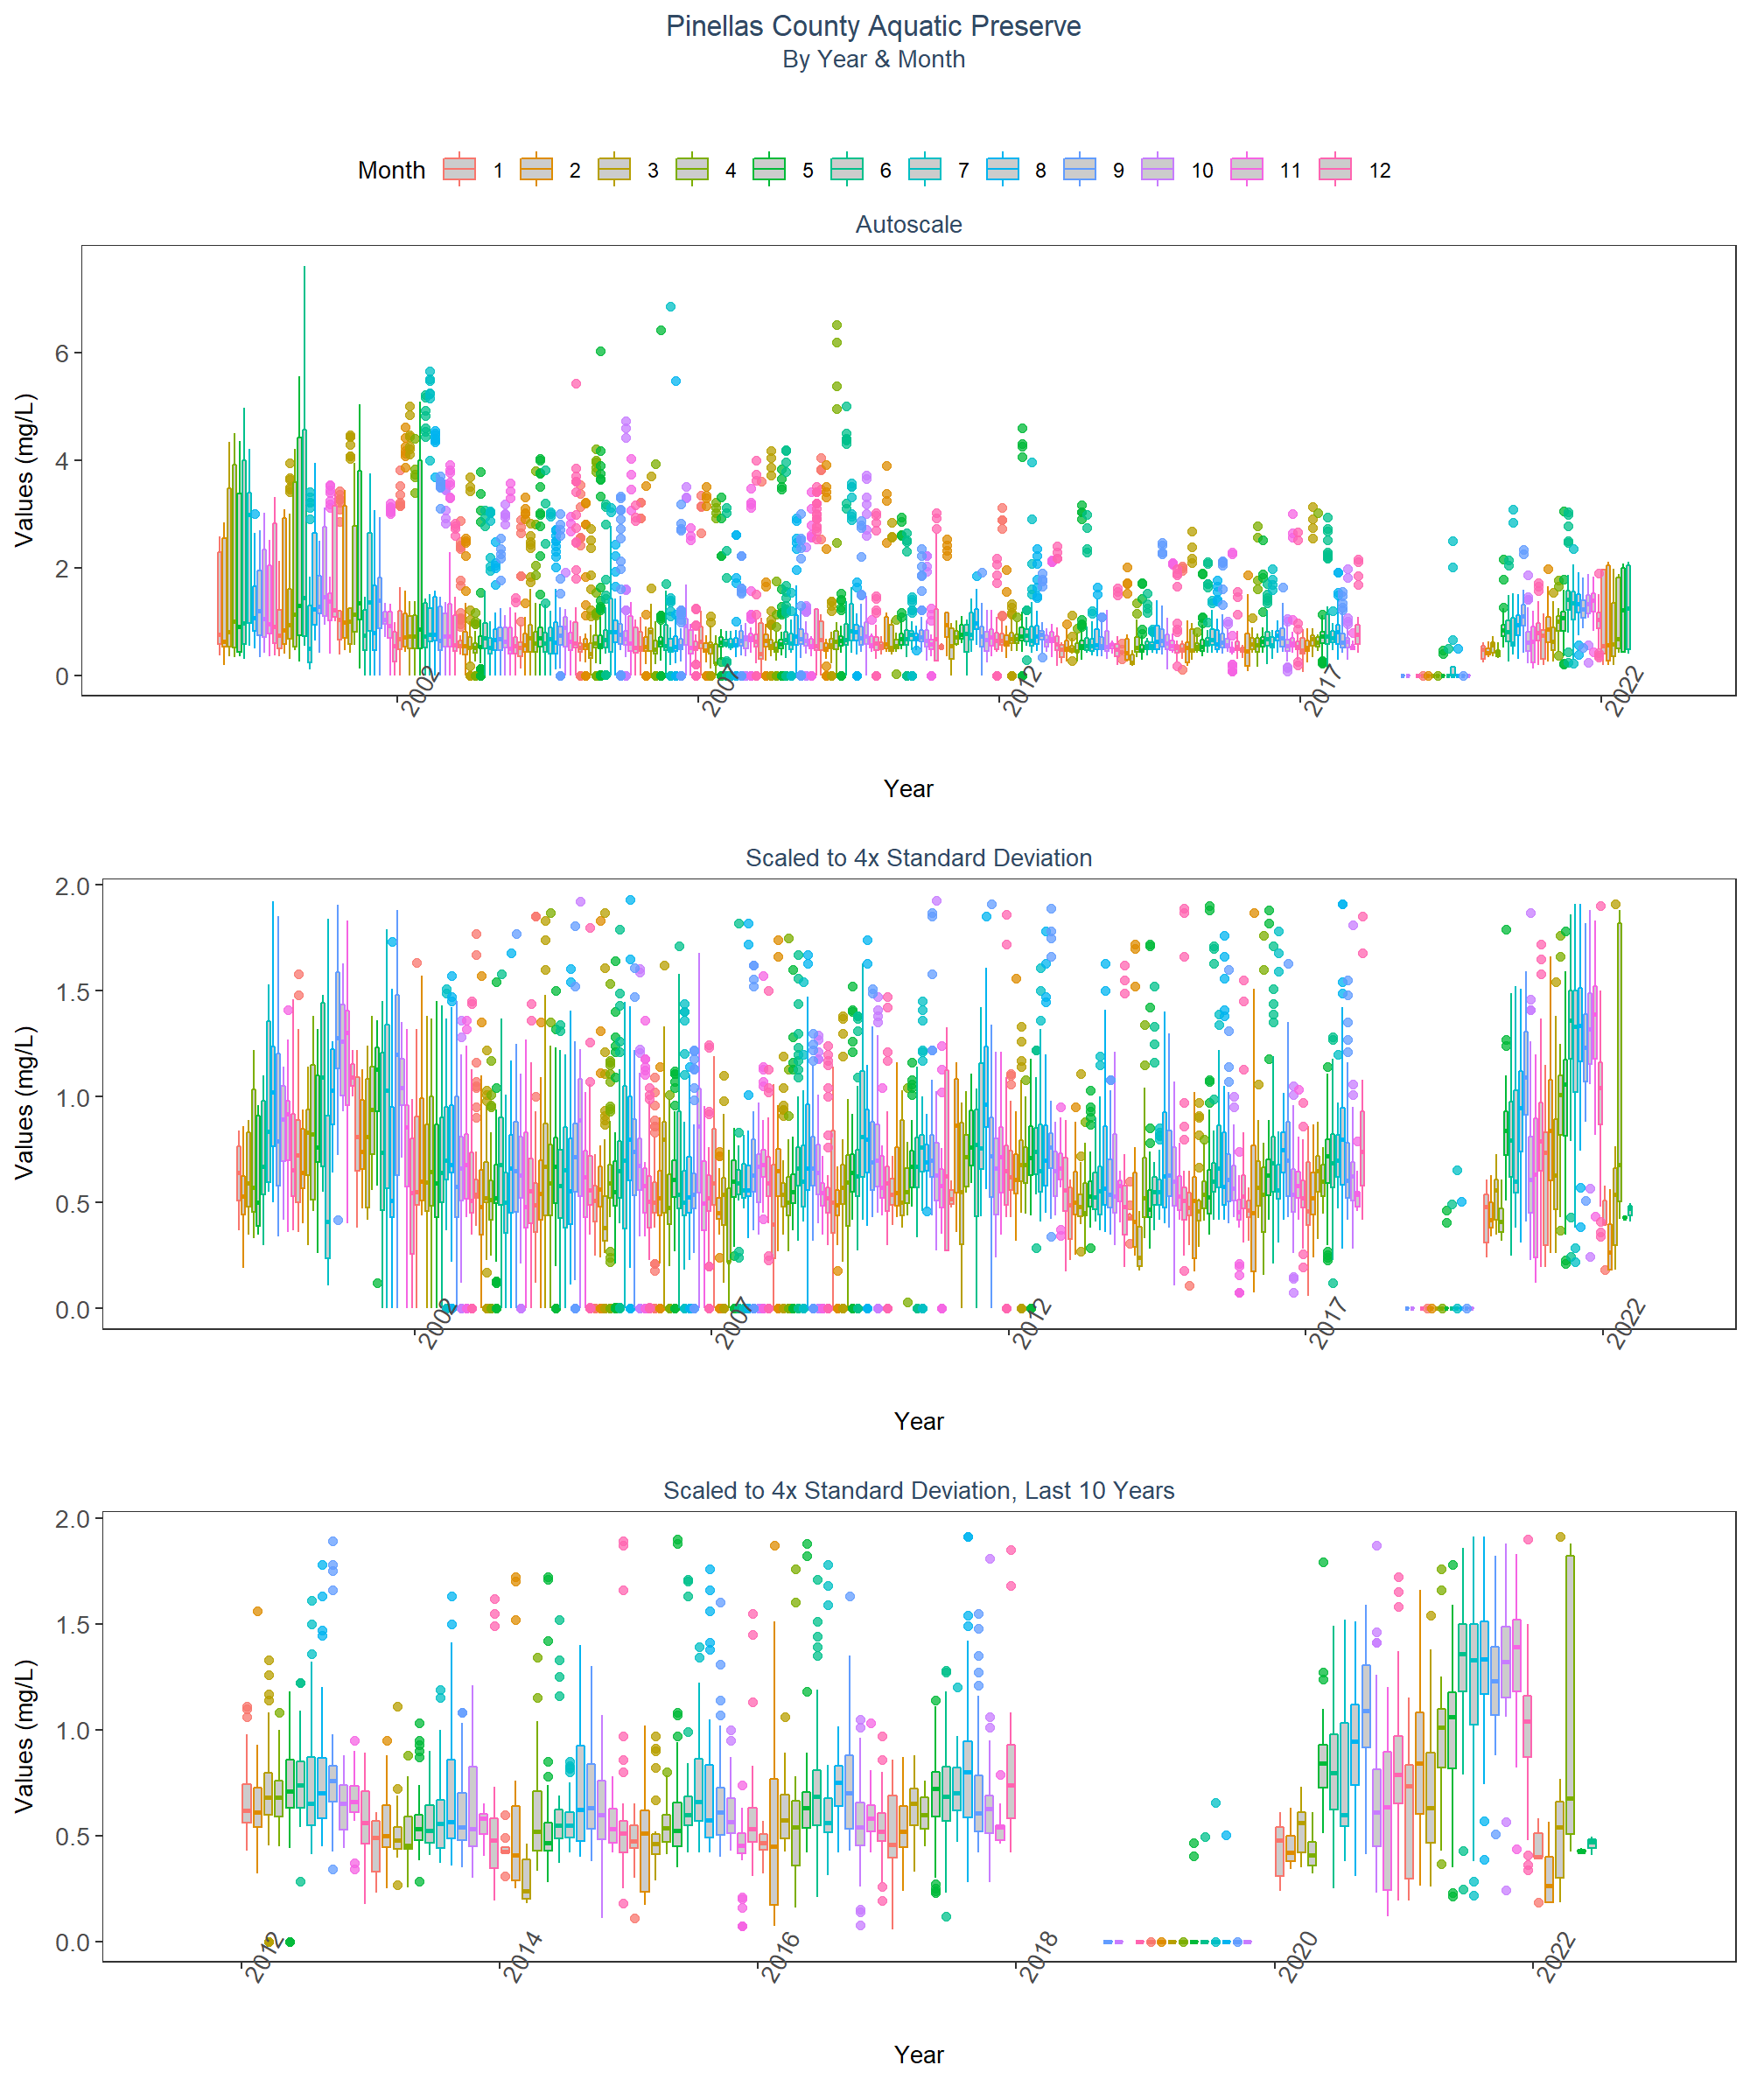 Pinellas County Aquatic Preserve
By Year & Month
Month 1 2 3 4 5 6 7 8 9 10 11 12
Autoscale
Values (mg/L)
6
4
2
0
2002 2007 2012 2017 2022
Year
Scaled to 4x Standard Deviation
Values (mg/L)
2.0
1.5
1.0
0.5
0.0
2002 2007 2012 2017 2022
Year
Scaled to 4x Standard Deviation, Last 10 Years
Values (mg/L)
2.0
1.5
1.0
0.5
0.0
2012 2014 2016 2018 2020 2022
Year